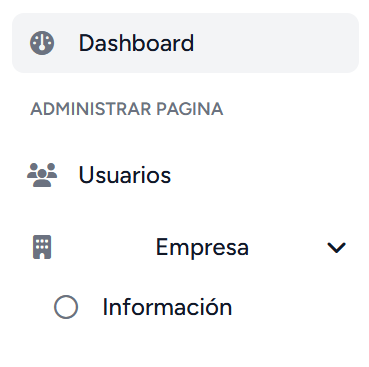 Dashboard
ADMINISTRAR PAGINA
Usuarios
Empresa
Información